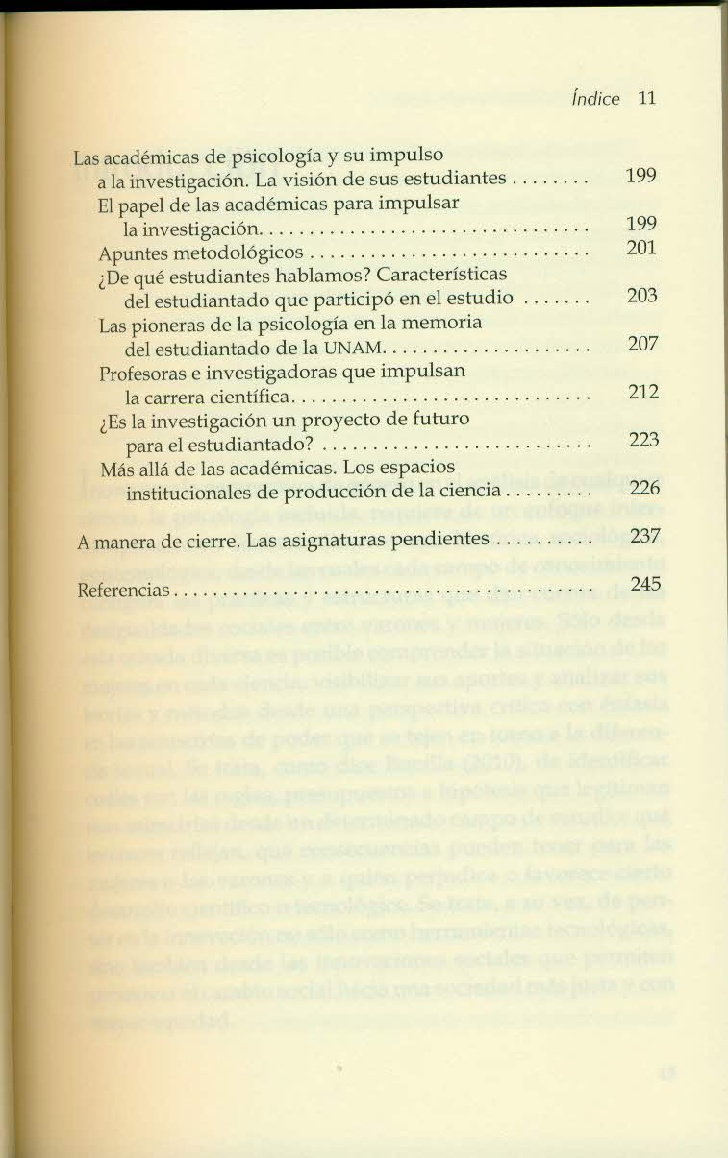 Índice 11
Las académicas de psicología y su impulso
a la investigación. La visión de sus estudiantes ........ 199
El papel de las académicas para impulsar
la investigación................................. 199
Apuntes metodológicos ............................ 201
¿De qué estudiantes hablamos? Características
del estudiantado que participó en el estudio ....... 203
Las pioneras de la psicología en la memoria
del estudiantado de la UNAM..................... 207
Profesoras e investigadoras que impulsan
la carrera científica.............................. 212
¿Es la investigación un proyecto de futuro
para el estudiantado? ........................... 223
Más allá de las académicas. Los espacios
institucionales de producción de la ciencia ......... 226
A manera de cierre. Las asignaturas pendientes .......... 237
Referencias.......................................... 245